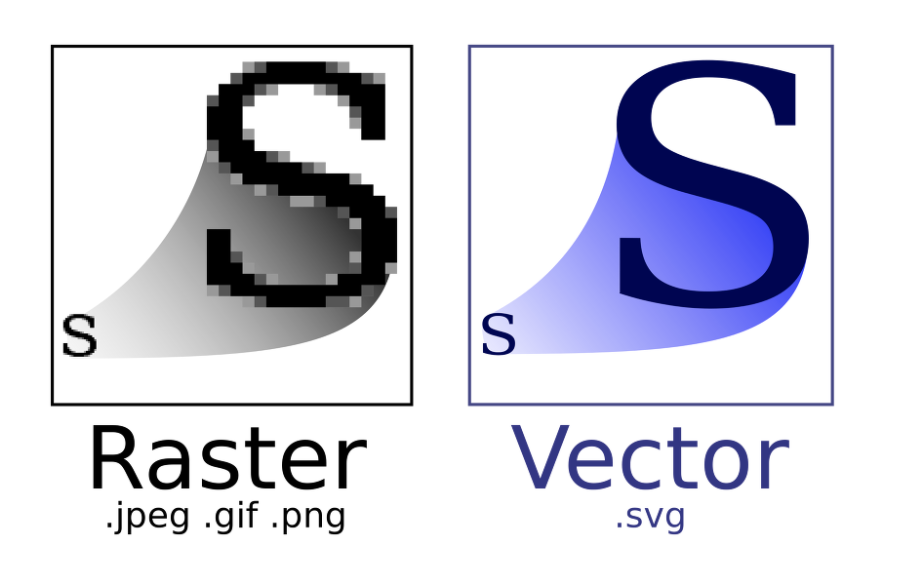 S
s
S
s
Raster
.jpeg .gif .png
Vector
.svg